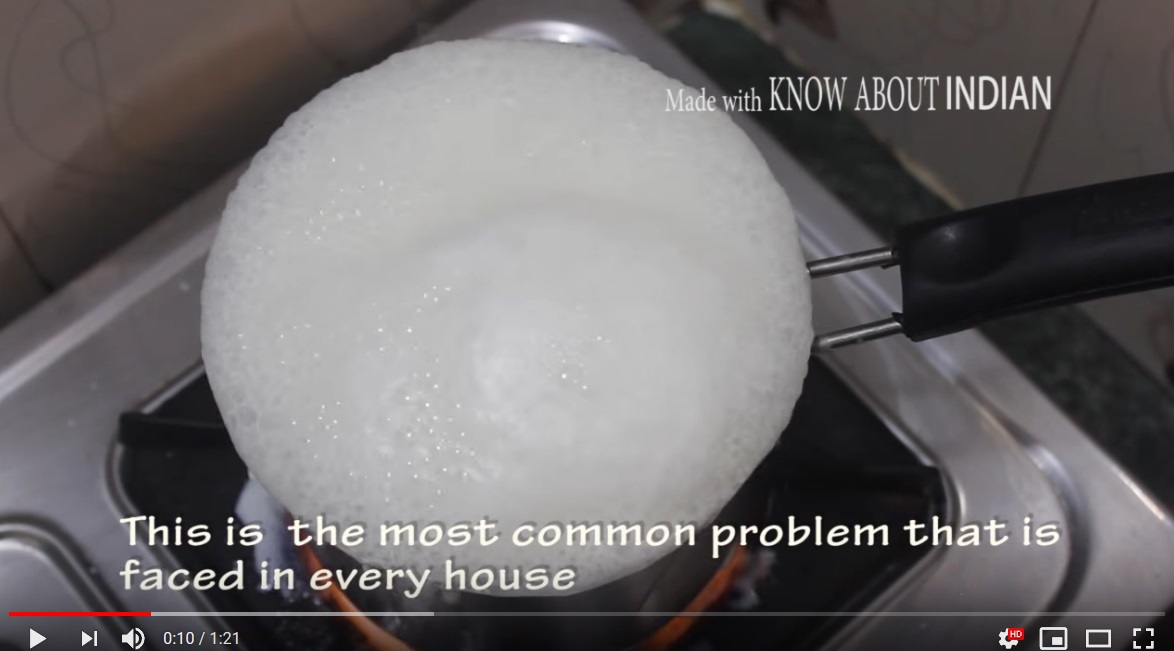 Made with KNOW ABOUT INDIAN
This is the most common problem that is
faced in every house
0:10 / 1:21
HD